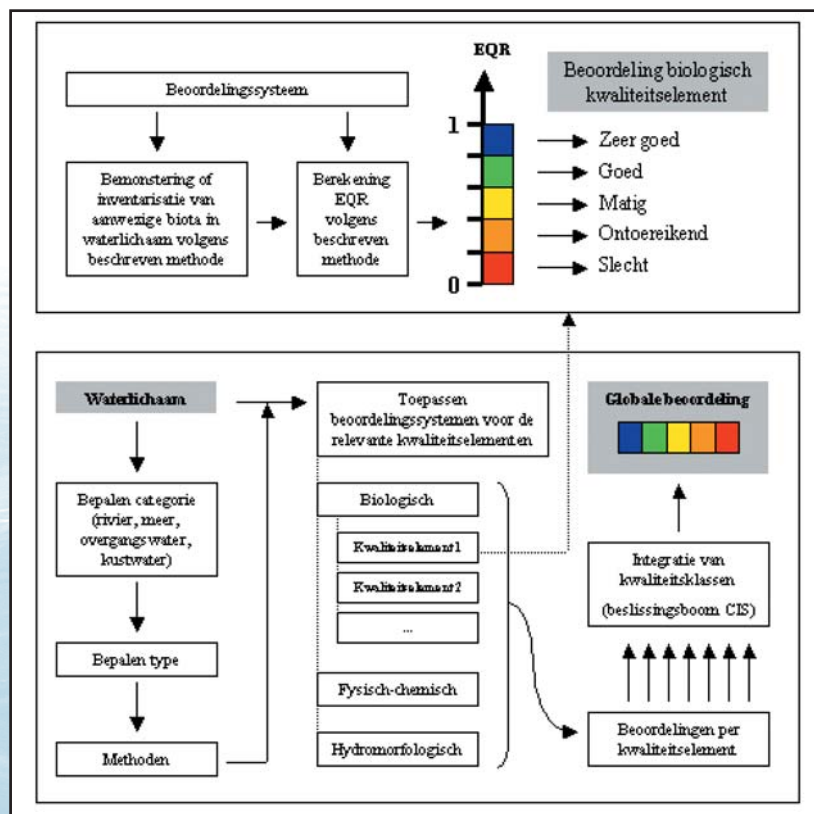 EQR
Beoordelingssysteem
Beoordeling biologisch
kwaliteitselement
1
Zeer goed
Goed
Matig
Ontoereikend
Slecht
0
Bemonstering of
inventarisatie van
aanwezige biota in
waterlichaam volgens
beschreven methode
Berekening
EQR
volgens
beschreven
methode
Waterlichaam
Toepassen
beoordelingssystemen voor de
relevante kwaliteitselementen
Globale beoordeling
Bepalen categorie
(rivier, meer,
overgangswater,
kustwater)
Bepalen type
Methoden
Biologisch
Kwaliteitselement 1
Kwaliteitselement 2
...
Fysisch-chemisch
Hydromorfologisch
Integratie van
kwaliteitsklassen
(beslissingsboom CIS)
Beoordelingen per
kwaliteitselement